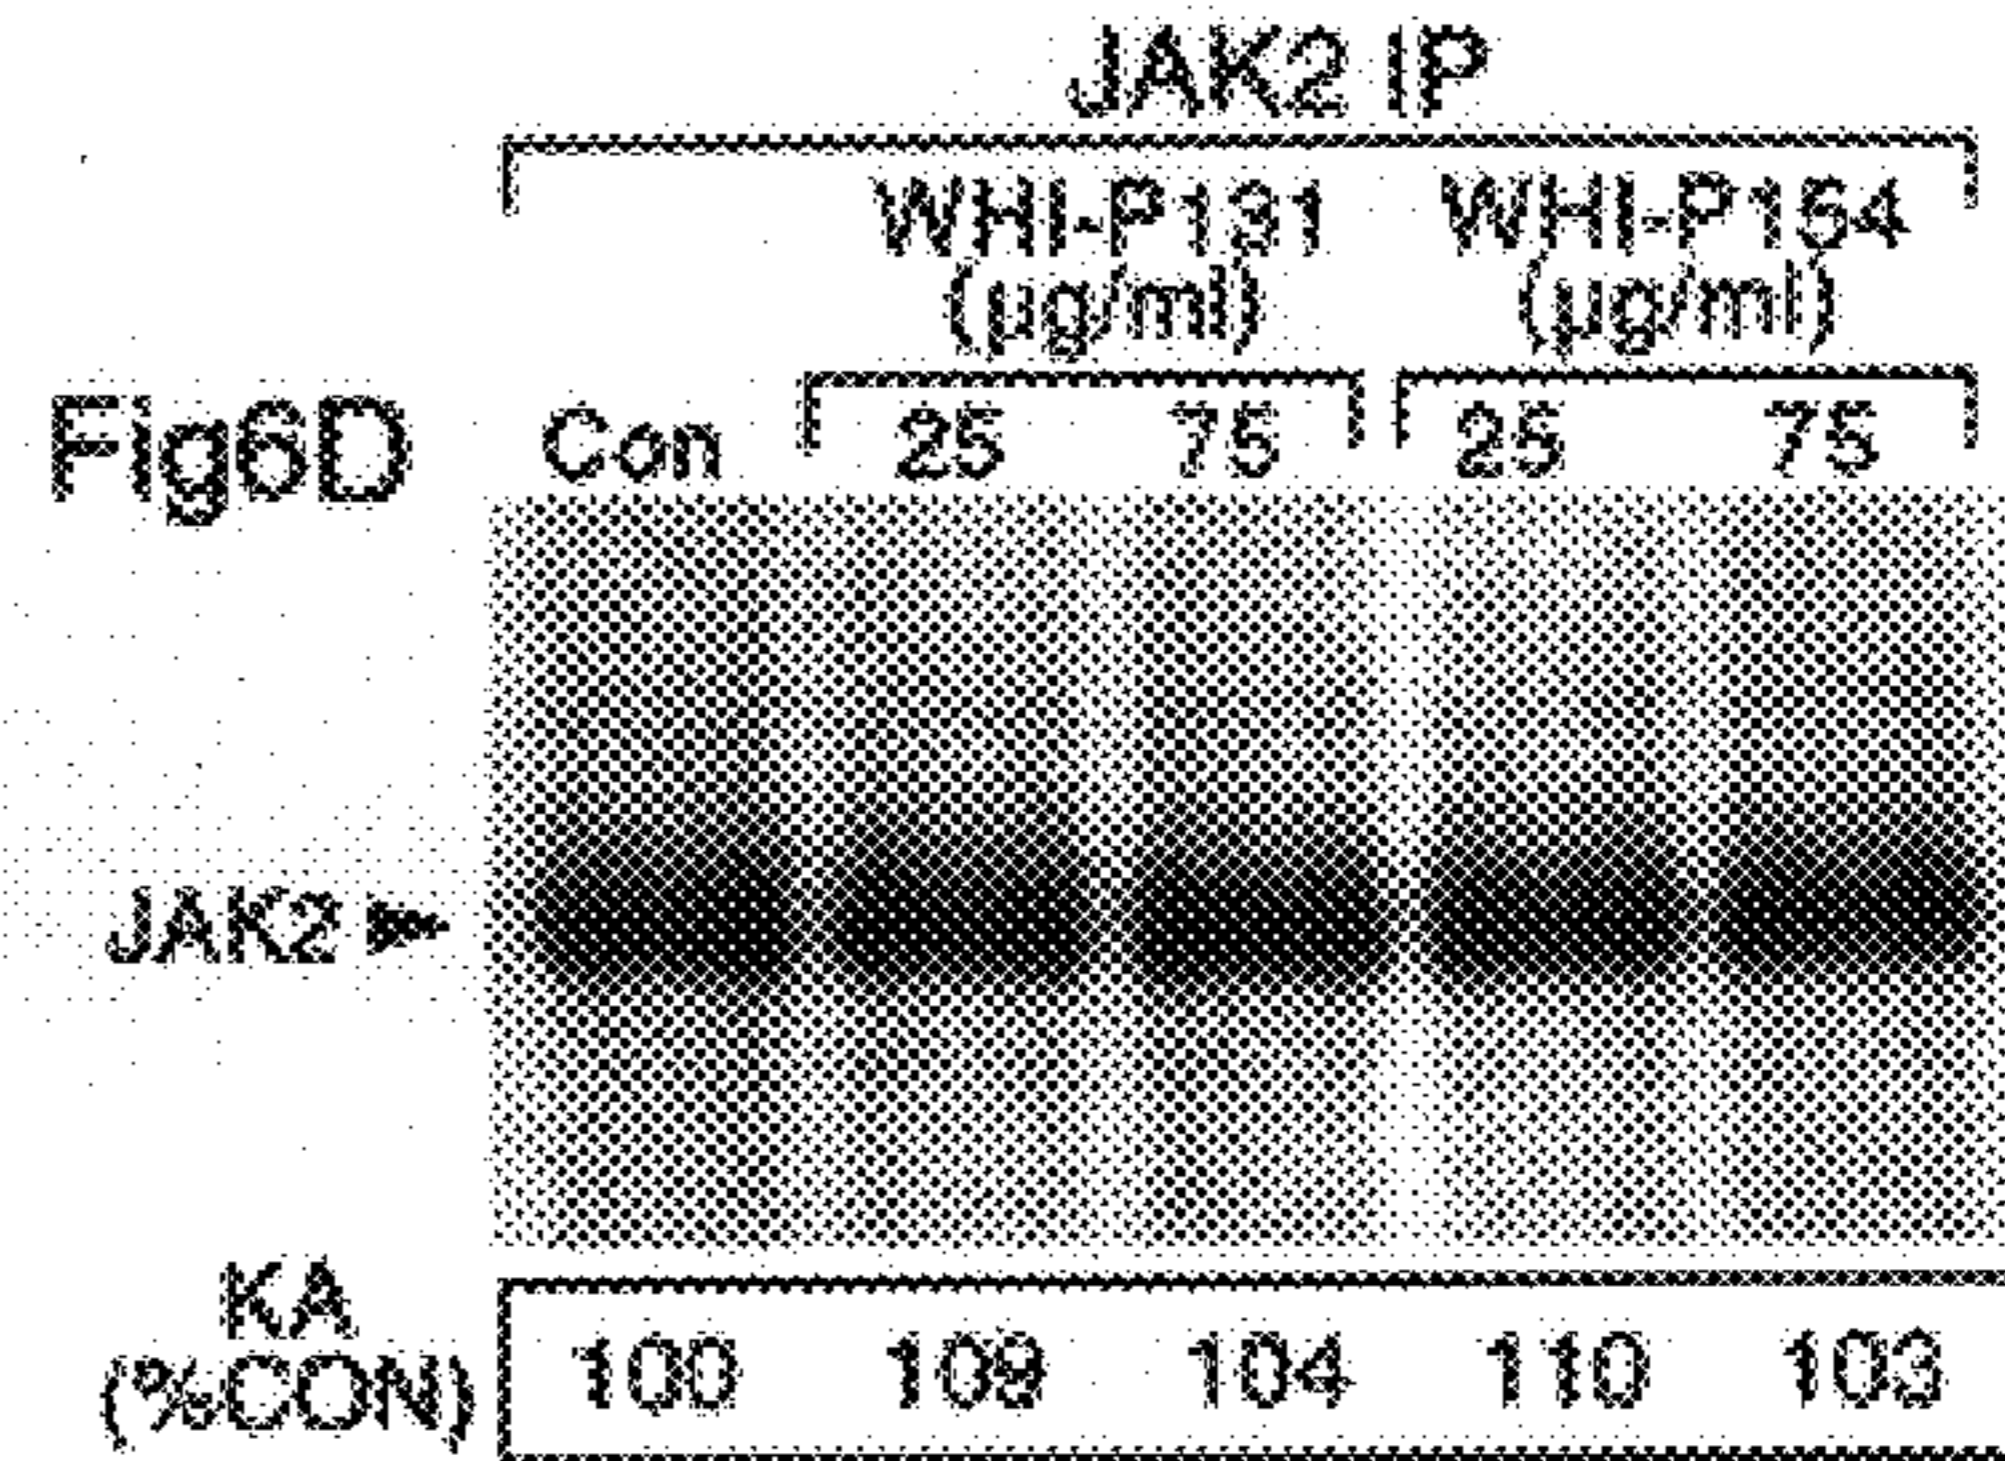 JAK2 IP
WHI-P131 WHI-P154
(µg/ml) (µg/ml)
Fig6D Con 25 75 25 75
JAK2
KA
(%CON) 100 109 104 110 103